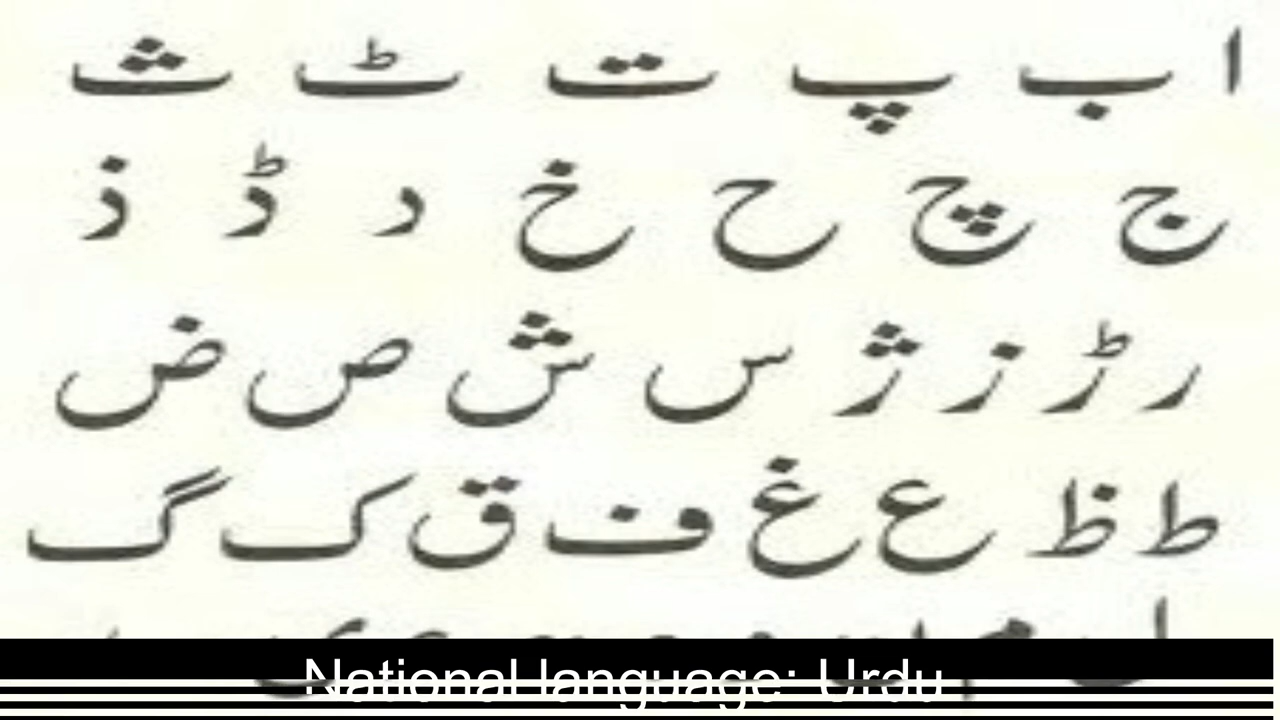 ا ب پ ت ٹ ث
ج چ ح خ د ڈ ذ
ر ڑ ز ژ س ش ص ض
ط ظ ع غ ف ق ک گ
National language: Urdu